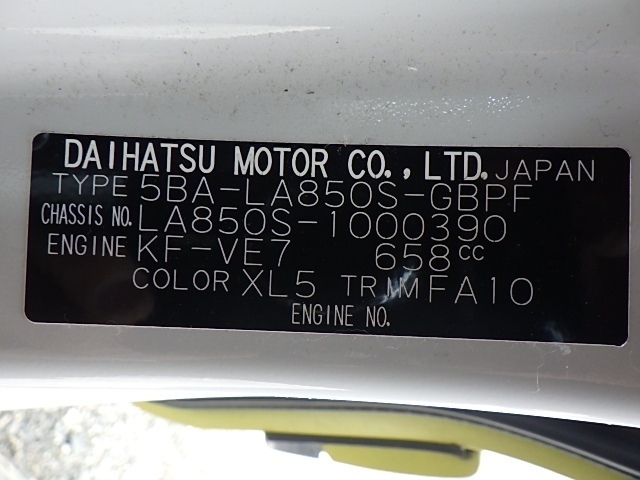 DAIHATSU MOTOR CO., LTD. JAPAN
TYPE 5BA-LA850S-GBPF
CHASSIS NO. LA850S-1000390
ENGINE KF-VE7 658cc
COLOR XL5 TRIM FA10
ENGINE NO.